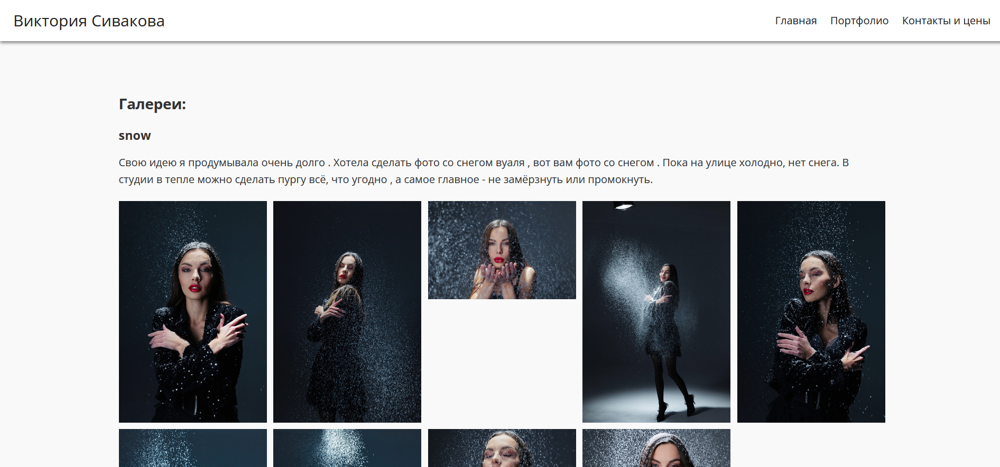 Виктория Сивакова
Главная Портфолио Контакты и цены
Галереи:
snow
Свою идею я продумывала очень долго . Хотела сделать фото со снегом вуаля , вот вам фото со снегом . Пока на улице холодно, нет снега. В
студии в тепле можно сделать пургу всё, что угодно , а самое главное - не замёрзнуть или промокнуть.